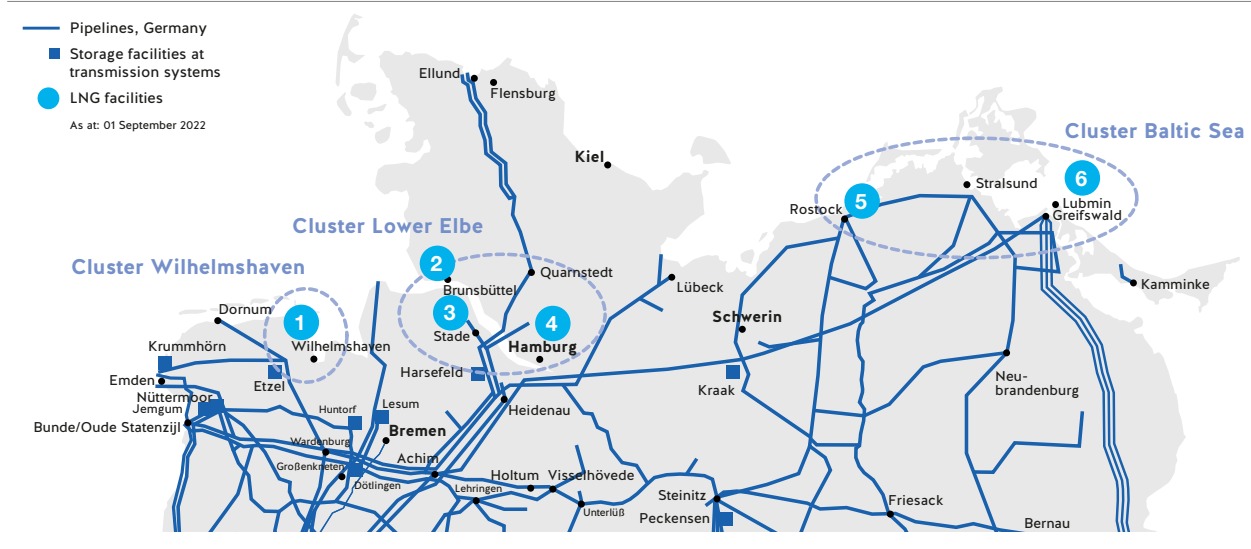 Pipelines, Germany
Storage facilities at
transmission systems
LNG facilities
As at: 01 September 2022
Ellund
Flensburg
Kiel
Cluster Baltic Sea
6
Stralsund
5
Lubmin
Rostock
Greifswald
Cluster Lower Elbe
2
Quarnstedt
Cluster Wilhelmshaven
Brunsbüttel
Lübeck
Kamminke
Dornum
1
3
4
Schwerin
Stade
Wilhelmshaven
Hamburg
Krummhörn
Emden
Etzel
Harsefeld
Kraak
Neu-
brandenburg
Nüttermoor
Jemgum
Huntorf
Lesum
Heidenau
Bunde/Oude Statenzijl
Bremen
Wardenburg
Achim
Großenkneten
Dötlingen
Holtum
Visselhövede
Lehringen
Steinitz
Friesack
Unterlüß
Peckensen
Bernau